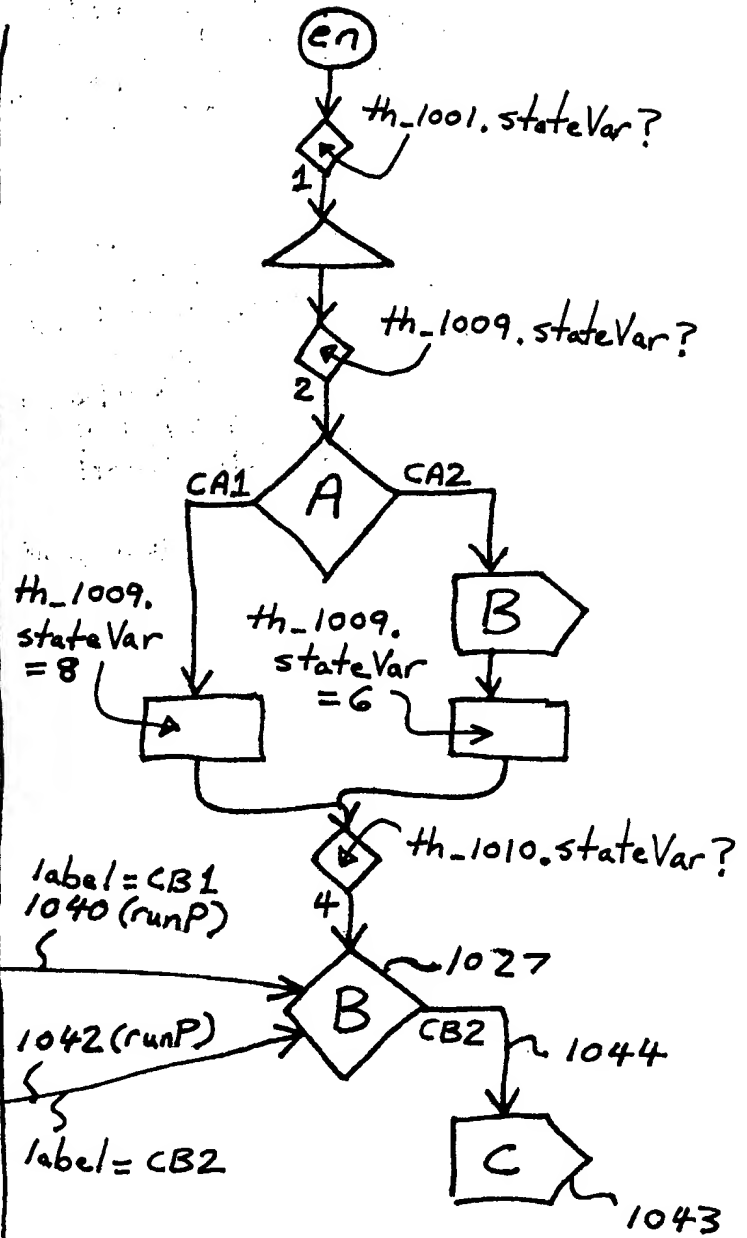 en
th_1001.stateVar?
1
th_1009.stateVar?
2
CA1
A
CA2
th_1009.
stateVar
= 8
th_1009.
stateVar
= 6
B
th_1010.stateVar?
4
label = CB1
1040 (runP)
1027
B
CB2
1042 (runP)
1044
label = CB2
C
1043